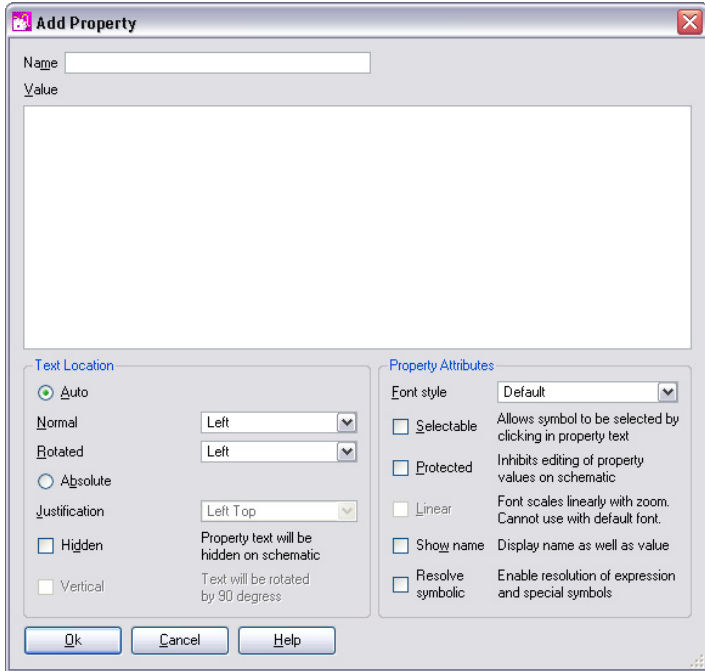 Add Property
Name
Value
Text Location
Auto
Normal Left
Rotated Left
Absolute
Justification Left Top
Hidden Property text will be
hidden on schematic
Vertical Text will be rotated
by 90 degress
Property Attributes
Font style Default
Selectable Allows symbol to be selected by
clicking in property text
Protected Inhibits editing of property
values on schematic
Linear Font scales linearly with zoom.
Cannot use with default font.
Show name Display name as well as value
Resolve Enable resolution of expression
symbolic and special symbols
Ok Cancel Help